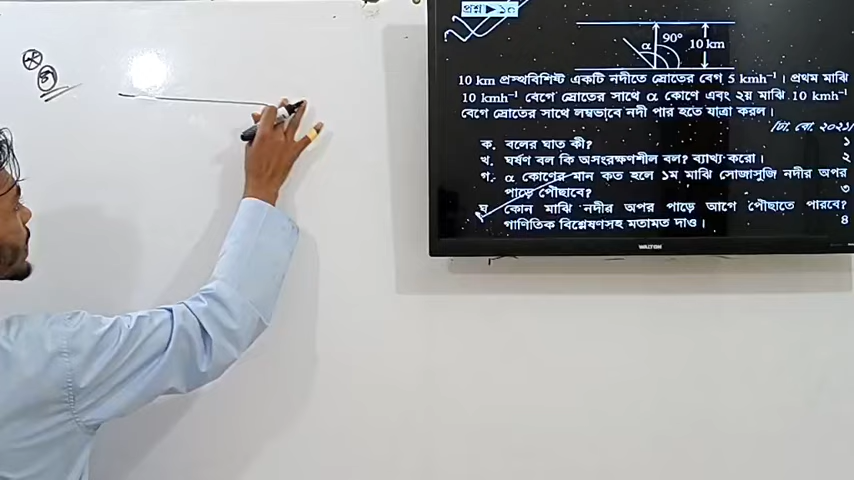 প্রশ্ন ▶ ১০
90°
α
10 km
10 km প্রস্থবিশিষ্ট একটি নদীতে স্রোতের বেগ 5 kmh⁻¹। প্রথম মাঝি
10 kmh⁻¹ বেগে স্রোতের সাথে α কোণে এবং ২য় মাঝি 10 kmh⁻¹
বেগে স্রোতের সাথে লম্বভাবে নদী পার হতে যাত্রা করল।
[ঢা. বো. ২০২১]
ক. বলের ঘাত কী? ১
খ. ঘর্ষণ বল কি অসংরক্ষণশীল বল? ব্যাখ্যা করো। ২
গ. α কোণের মান কত হলে ১ম মাঝি সোজাসুজি নদীর অপর
পাড়ে পৌছাবে? ৩
ঘ. কোন মাঝি নদীর অপর পাড়ে আগে পৌছাতে পারবে?
গাণিতিক বিশ্লেষণসহ মতামত দাও। ৪
WALTON